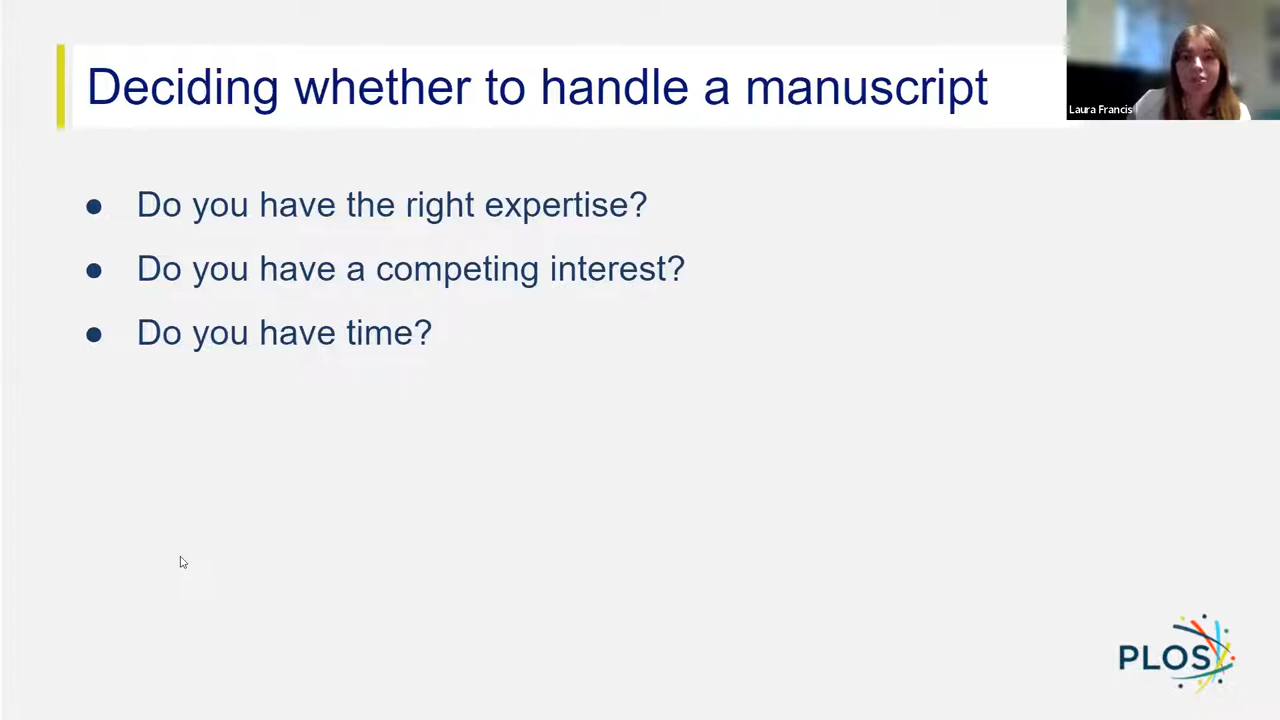 Deciding whether to handle a manuscript
Laura Francis
● Do you have the right expertise?
● Do you have a competing interest?
● Do you have time?
PLOS